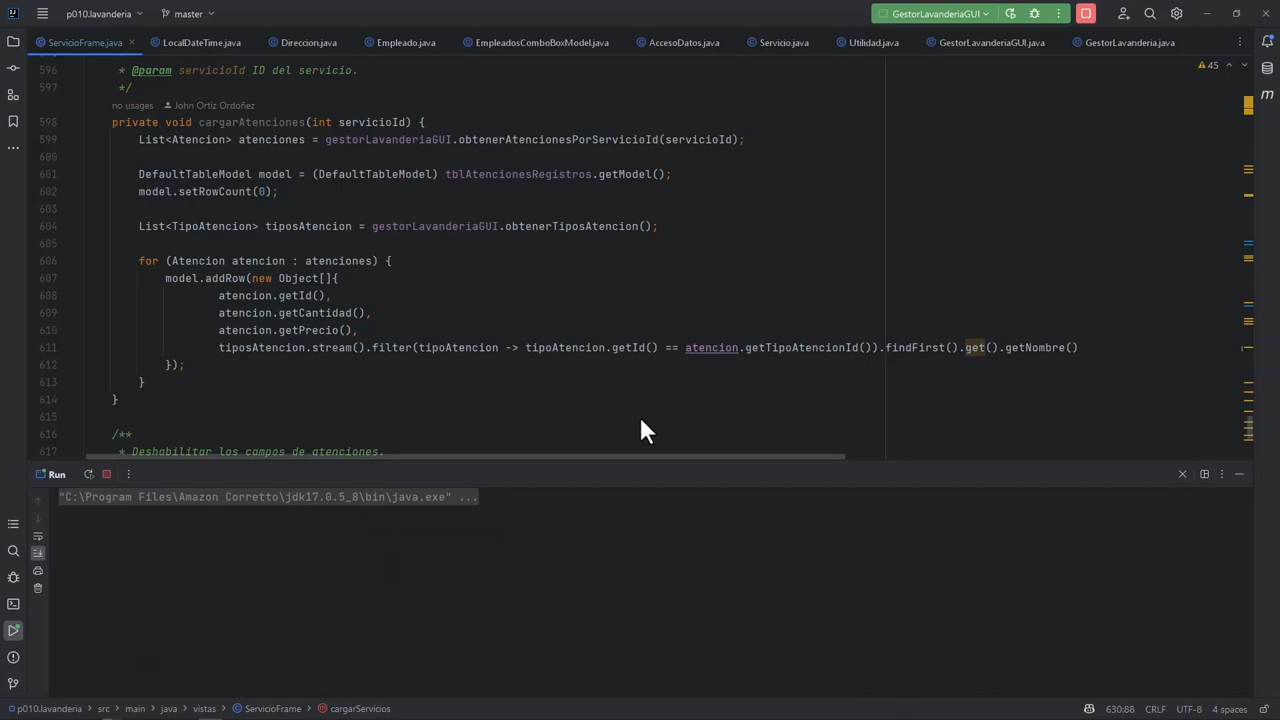 p010.lavanderia
master
GestorLavanderiaGUI
ServicioFrame.java
LocalDateTime.java
Direccion.java
Empleado.java
EmpleadosComboBoxModel.java
AccesoDatos.java
Servicio.java
Utilidad.java
GestorLavanderiaGUI.java
GestorLavanderia.java
45
596 * @param servicioId ID del servicio.
597 */
no usages John Ortiz Ordoñez
598 private void cargarAtenciones(int servicioId) {
599 List<Atencion> atenciones = gestorLavanderiaGUI.obtenerAtencionesPorServicioId(servicioId);
600
601 DefaultTableModel model = (DefaultTableModel) tblAtencionesRegistros.getModel();
602 model.setRowCount(0);
603
604 List<TipoAtencion> tiposAtencion = gestorLavanderiaGUI.obtenerTiposAtencion();
605
606 for (Atencion atencion : atenciones) {
607 model.addRow(new Object[]{
608 atencion.getId(),
609 atencion.getCantidad(),
610 atencion.getPrecio(),
611 tiposAtencion.stream().filter(tipoAtencion -> tipoAtencion.getId() == atencion.getTipoAtencionId()).findFirst().get().getNombre()
612 });
613 }
614 }
615
616 /**
617 * Deshabilitar los campos de atenciones.
Run
"C:\Program Files\Amazon Corretto\jdk17.0.5_8\bin\java.exe" ...
p010.lavanderia > src > main > java > vistas > ServicioFrame > cargarServicios
630:88 CRLF UTF-8 4 spaces